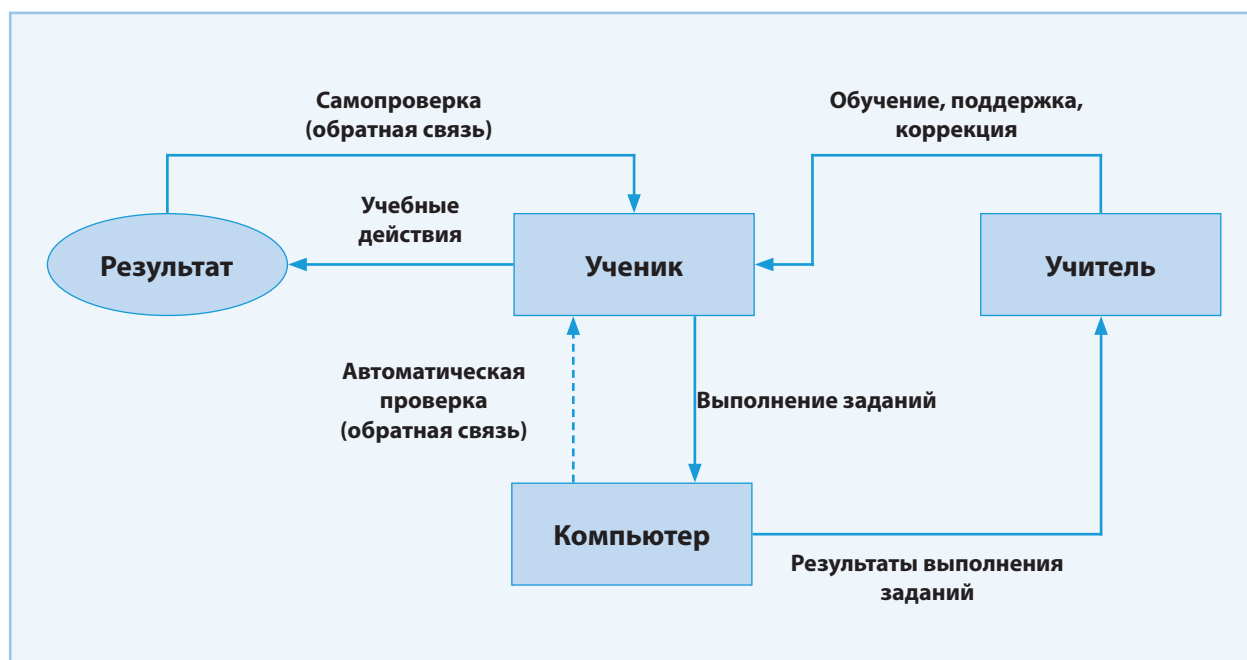 Самопроверка
(обратная связь)
Обучение, поддержка,
коррекция
Учебные
действия
Результат
Ученик
Учитель
Автоматическая
проверка
(обратная связь)
Выполнение заданий
Компьютер
Результаты выполнения
заданий